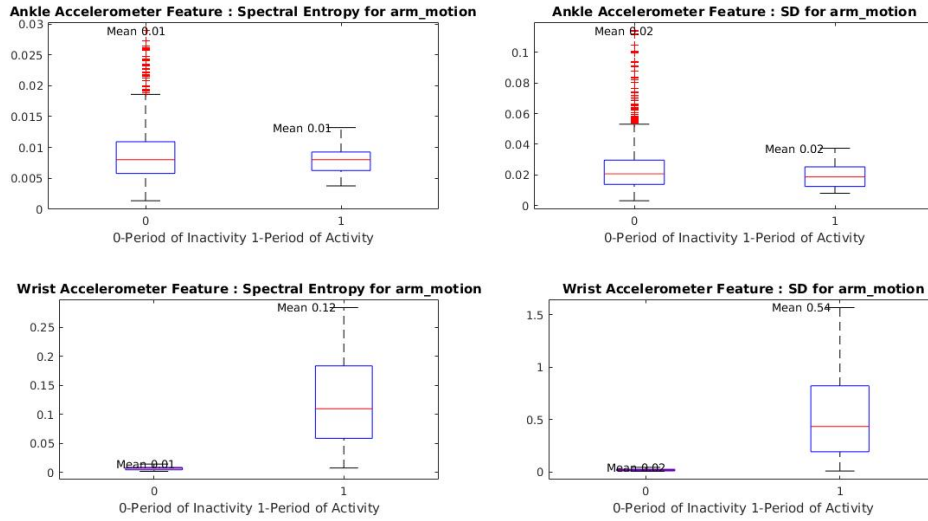 Ankle Accelerometer Feature : Spectral Entropy for arm_motion
0.03
Mean 0.01
0.025
0.02
0.015
Mean 0.01
0.01
0.005
0
0
1
0-Period of Inactivity 1-Period of Activity
Ankle Accelerometer Feature : SD for arm_motion
Mean 0.02
0.1
0.08
0.06
0.04
Mean 0.02
0.02
0
0
1
0-Period of Inactivity 1-Period of Activity
Wrist Accelerometer Feature : Spectral Entropy for arm_motion
Mean 0.12
0.25
0.2
0.15
0.1
0.05
Mean 0.01
0
0
1
0-Period of Inactivity 1-Period of Activity
Wrist Accelerometer Feature : SD for arm_motion
Mean 0.54
1.5
1
0.5
Mean 0.02
0
0
1
0-Period of Inactivity 1-Period of Activity